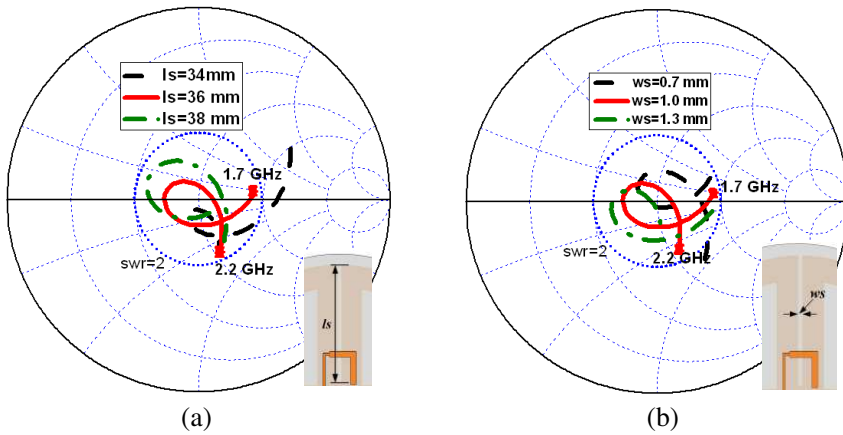 ls=34mm
ls=36 mm
ls=38 mm
1.7 GHz
swr=2
2.2 GHz
ls
(a)
ws=0.7 mm
ws=1.0 mm
ws=1.3 mm
1.7 GHz
swr=2
2.2 GHz
ws
(b)